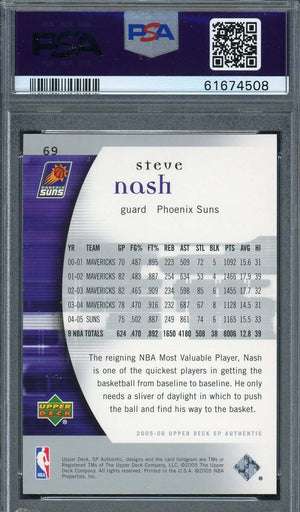 PSA
PSA
61674508
69
PHOENIX
SUNS
steve
nash
guard Phoenix Suns
YR TEAM GP FG% FT% REB AST STL BLK PTS AVG HI
00-01 MAVERICKS 70 .487 .895 223 509 72 5 1092 15.6 31
01-02 MAVERICKS 82 .483 .887 254 634 53 4 1466 17.9 39
02-03 MAVERICKS 82 .465 .909 234 598 85 6 1455 17.7 32
03-04 MAVERICKS 78 .470 .916 232 687 67 8 1128 14.5 31
04-05 SUNS 75 .502 .887 249 861 74 6 1165 15.5 33
9 NBA TOTALS 624 .470 .892 1650 4180 508 38 8006 12.8 39
The reigning NBA Most Valuable Player, Nash
is one of the quickest players in getting the
basketball from baseline to baseline. He only
needs a sliver of daylight in which to push
the ball and find his way to the basket.
UPPER
DECK
2005-06 UPPER DECK SP AUTHENTIC
NBA
Upper Deck, SP Authentic, designs and the card hologram are TMs or
Registered TMs of The Upper Deck Company, LLC. ©2005 The Upper Deck
Company, LLC. All rights reserved. Printed in the U.S.A. ©2005 NBA
Properties, Inc.